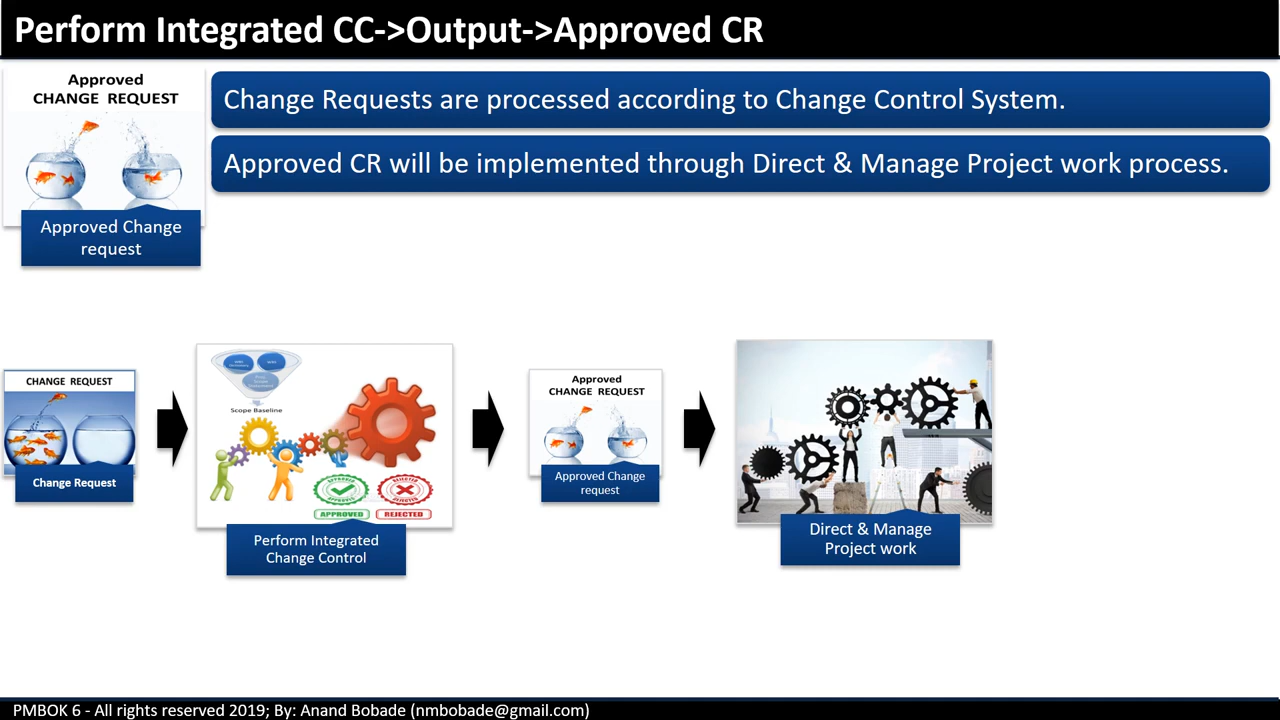 Perform Integrated CC->Output->Approved CR
Approved
CHANGE REQUEST
Approved Change
request
Change Requests are processed according to Change Control System.
Approved CR will be implemented through Direct & Manage Project work process.
CHANGE REQUEST
Change Request
Scope Baseline
APPROVED
REJECTED
Perform Integrated
Change Control
Approved
CHANGE REQUEST
Approved Change
request
Direct & Manage
Project work
PMBOK 6 - All rights reserved 2019; By: Anand Bobade (nmbobade@gmail.com)